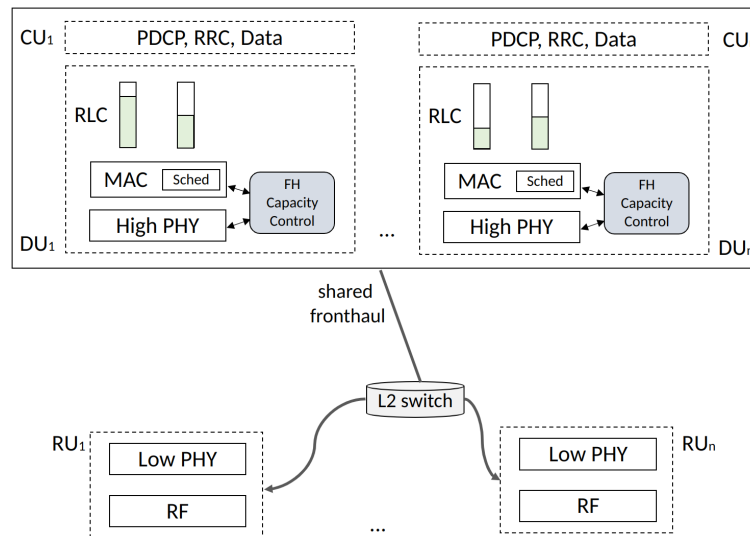 CU1
PDCP, RRC, Data
PDCP, RRC, Data
CU
RLC
RLC
MAC
Sched
FH
Capacity
Control
MAC
Sched
FH
Capacity
Control
High PHY
High PHY
DU1
...
DUn
shared
fronthaul
L2 switch
RU1
Low PHY
RF
...
Low PHY
RF
RUn